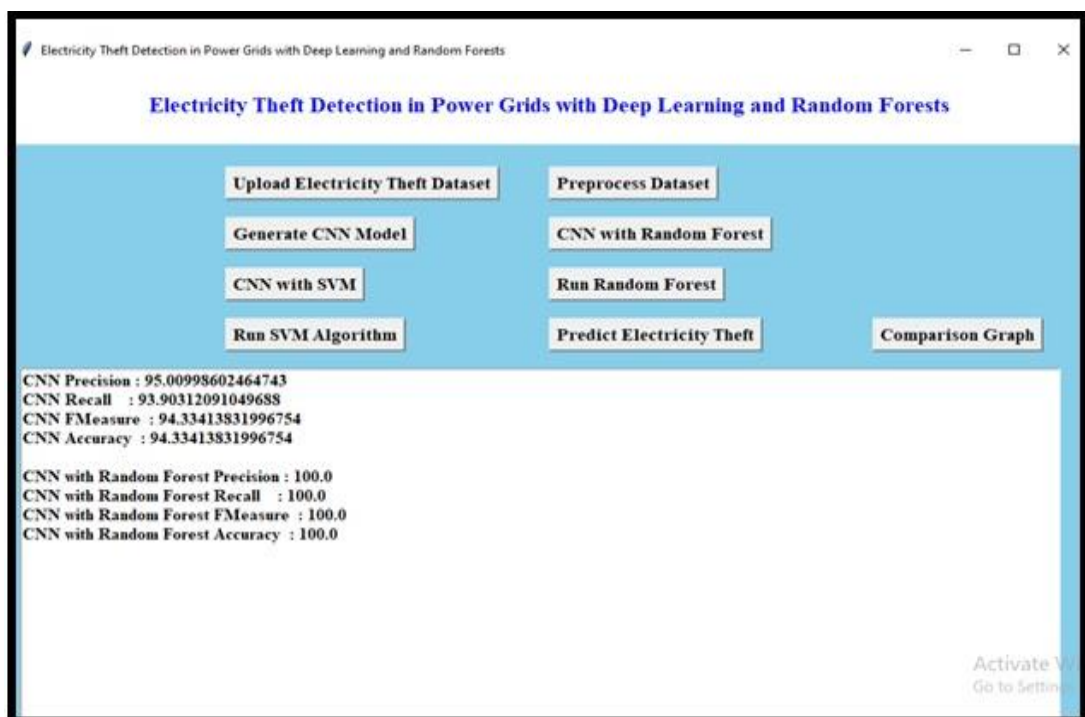 Electricity Theft Detection in Power Grids with Deep Learning and Random Forests
Electricity Theft Detection in Power Grids with Deep Learning and Random Forests
Upload Electricity Theft Dataset
Preprocess Dataset
Generate CNN Model
CNN with Random Forest
CNN with SVM
Run Random Forest
Run SVM Algorithm
Predict Electricity Theft
Comparison Graph
CNN Precision : 95.00998602464743
CNN Recall : 93.90312091049688
CNN FMeasure : 94.33413831996754
CNN Accuracy : 94.33413831996754
CNN with Random Forest Precision : 100.0
CNN with Random Forest Recall : 100.0
CNN with Random Forest FMeasure : 100.0
CNN with Random Forest Accuracy : 100.0
Activate W
Go to Setting